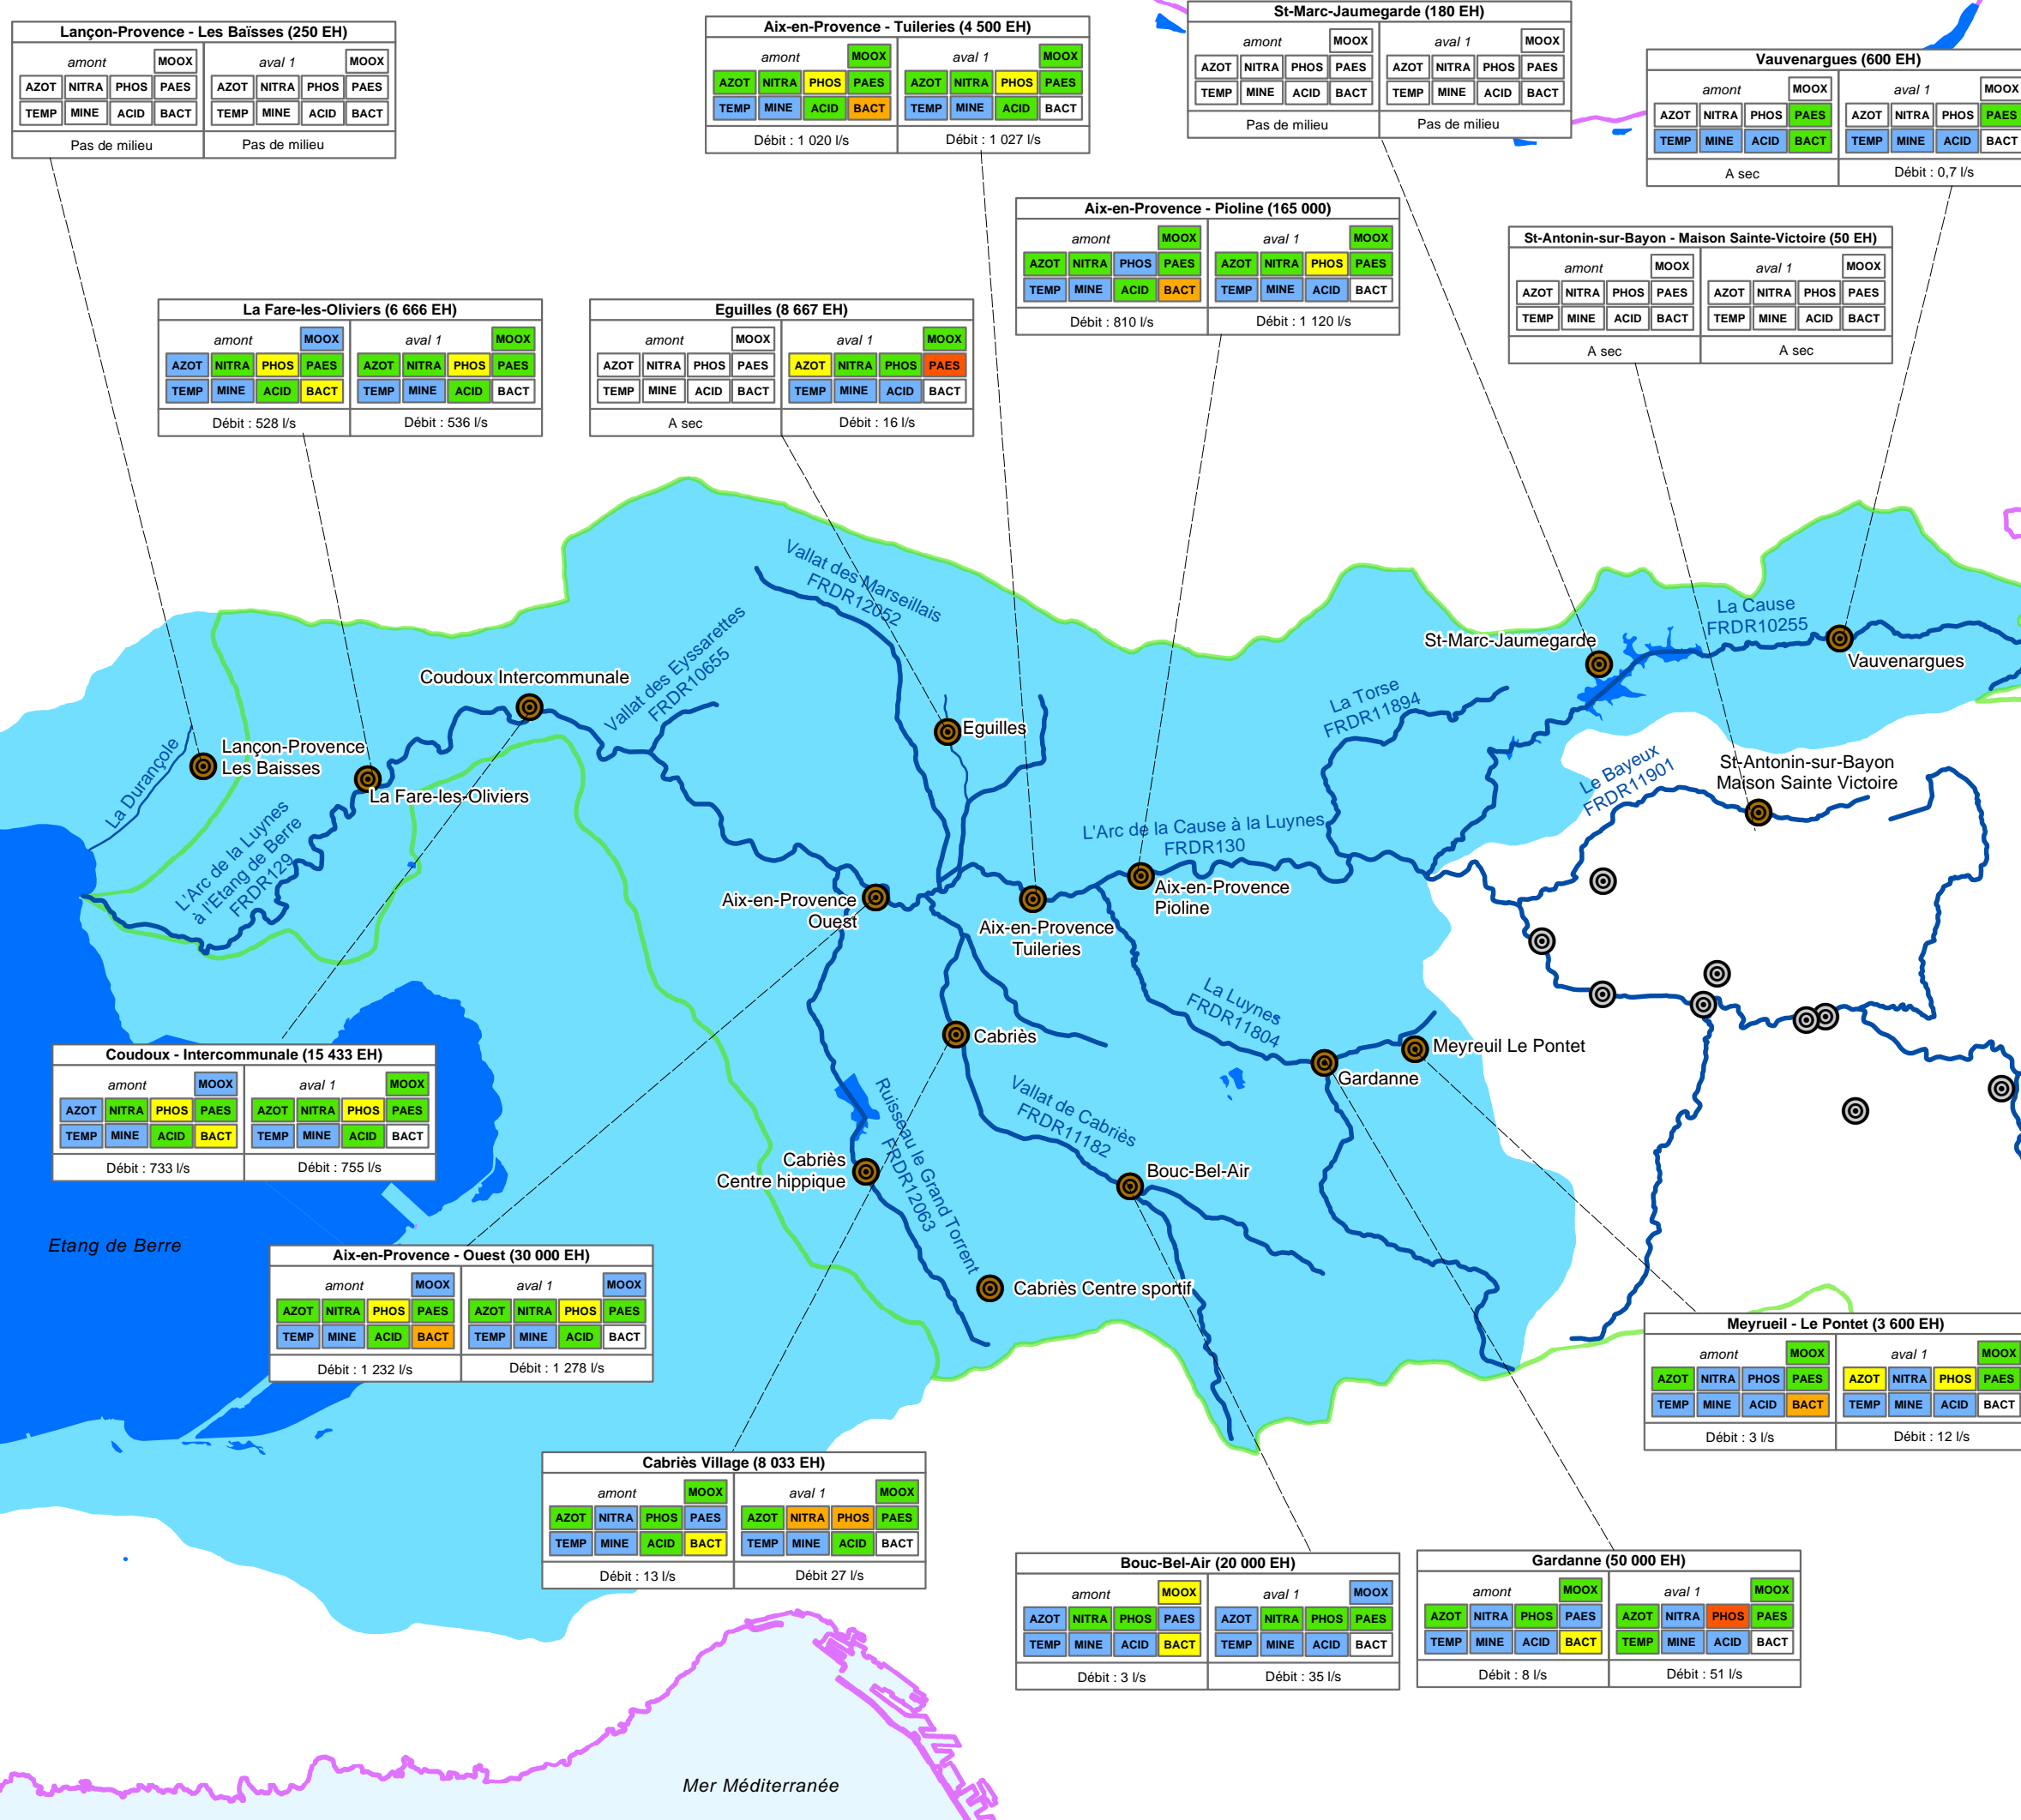 Lançon-Provence - Les Baïsses (250 EH)
amont MOOX aval 1 MOOX
AZOT NITRA PHOS PAES AZOT NITRA PHOS PAES
TEMP MINE ACID BACT TEMP MINE ACID BACT
Pas de milieu Pas de milieu
Aix-en-Provence - Tuileries (4 500 EH)
amont MOOX aval 1 MOOX
AZOT NITRA PHOS PAES AZOT NITRA PHOS PAES
TEMP MINE ACID BACT TEMP MINE ACID BACT
Débit : 1 020 l/s Débit : 1 027 l/s
St-Marc-Jaumegarde (180 EH)
amont MOOX aval 1 MOOX
AZOT NITRA PHOS PAES AZOT NITRA PHOS PAES
TEMP MINE ACID BACT TEMP MINE ACID BACT
Pas de milieu Pas de milieu
Vauvenargues (600 EH)
amont MOOX aval 1 MOOX
AZOT NITRA PHOS PAES AZOT NITRA PHOS PAES
TEMP MINE ACID BACT TEMP MINE ACID BACT
A sec Débit : 0,7 l/s
Aix-en-Provence - Pioline (165 000)
amont MOOX aval 1 MOOX
AZOT NITRA PHOS PAES AZOT NITRA PHOS PAES
TEMP MINE ACID BACT TEMP MINE ACID BACT
Débit : 810 l/s Débit : 1 120 l/s
St-Antonin-sur-Bayon - Maison Sainte-Victoire (50 EH)
amont MOOX aval 1 MOOX
AZOT NITRA PHOS PAES AZOT NITRA PHOS PAES
TEMP MINE ACID BACT TEMP MINE ACID BACT
A sec A sec
La Fare-les-Oliviers (6 666 EH)
amont MOOX aval 1 MOOX
AZOT NITRA PHOS PAES AZOT NITRA PHOS PAES
TEMP MINE ACID BACT TEMP MINE ACID BACT
Débit : 528 l/s Débit : 536 l/s
Eguilles (8 667 EH)
amont MOOX aval 1 MOOX
AZOT NITRA PHOS PAES AZOT NITRA PHOS PAES
TEMP MINE ACID BACT TEMP MINE ACID BACT
A sec Débit : 16 l/s
Vallat des Marseillais
FRDR12052
La Cause
FRDR10255
St-Marc-Jaumegarde
Vauvenargues
Vallat des Eyssarettes
FRDR10655
Coudoux Intercommunale
La Torse
FRDR11894
Eguilles
La Durançole
Lançon-Provence
Les Baisses
La Fare-les-Oliviers
Le Bayeux
FRDR11901
St-Antonin-sur-Bayon
Maison Sainte Victoire
L'Arc de la Luynes
à l'Etang de Berre
FRDR129
L'Arc de la Cause à la Luynes
FRDR130
Aix-en-Provence
Pioline
Aix-en-Provence
Ouest
Aix-en-Provence
Tuileries
La Luynes
FRDR11804
Cabriès
Meyreuil Le Pontet
Gardanne
Coudoux - Intercommunale (15 433 EH)
amont MOOX aval 1 MOOX
AZOT NITRA PHOS PAES AZOT NITRA PHOS PAES
TEMP MINE ACID BACT TEMP MINE ACID BACT
Débit : 733 l/s Débit : 755 l/s
Vallat de Cabriès
FRDR11182
Ruisseau le Grand Torrent
FRDR12063
Cabriès
Centre hippique
Bouc-Bel-Air
Etang de Berre
Cabriès Centre sportif
Aix-en-Provence - Ouest (30 000 EH)
amont MOOX aval 1 MOOX
AZOT NITRA PHOS PAES AZOT NITRA PHOS PAES
TEMP MINE ACID BACT TEMP MINE ACID BACT
Débit : 1 232 l/s Débit : 1 278 l/s
Meyrueil - Le Pontet (3 600 EH)
amont MOOX aval 1 MOOX
AZOT NITRA PHOS PAES AZOT NITRA PHOS PAES
TEMP MINE ACID BACT TEMP MINE ACID BACT
Débit : 3 l/s Débit : 12 l/s
Cabriès Village (8 033 EH)
amont MOOX aval 1 MOOX
AZOT NITRA PHOS PAES AZOT NITRA PHOS PAES
TEMP MINE ACID BACT TEMP MINE ACID BACT
Débit : 13 l/s Débit 27 l/s
Bouc-Bel-Air (20 000 EH)
amont MOOX aval 1 MOOX
AZOT NITRA PHOS PAES AZOT NITRA PHOS PAES
TEMP MINE ACID BACT TEMP MINE ACID BACT
Débit : 3 l/s Débit : 35 l/s
Gardanne (50 000 EH)
amont MOOX aval 1 MOOX
AZOT NITRA PHOS PAES AZOT NITRA PHOS PAES
TEMP MINE ACID BACT TEMP MINE ACID BACT
Débit : 8 l/s Débit : 51 l/s
Mer Méditerranée